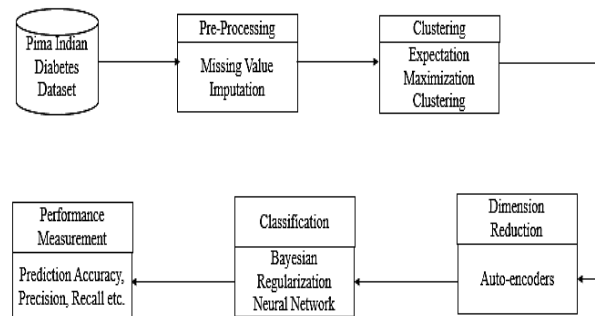 Pima Indian
Diabetes
Dataset
Pre-Processing
Missing Value
Imputation
Clustering
Expectation
Maximization
Clustering
Dimension
Reduction
Auto-encoders
Classification
Bayesian
Regularization
Neural Network
Performance
Measurement
Prediction Accuracy,
Precision, Recall etc.